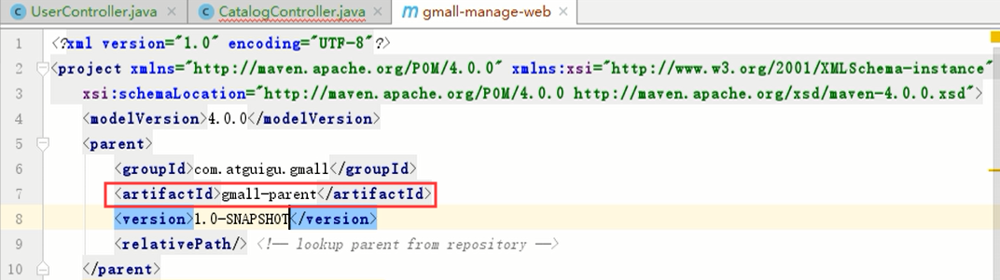 UserController.java
CatalogController.java
gmall-manage-web
1 <?xml version="1.0" encoding="UTF-8"?>
2 <project xmlns="http://maven.apache.org/POM/4.0.0" xmlns:xsi="http://www.w3.org/2001/XMLSchema-instance"
3 xsi:schemaLocation="http://maven.apache.org/POM/4.0.0 http://maven.apache.org/xsd/maven-4.0.0.xsd">
4 <modelVersion>4.0.0</modelVersion>
5 <parent>
6 <groupId>com.atguigu.gmall</groupId>
7 <artifactId>gmall-parent</artifactId>
8 <version>1.0-SNAPSHOT</version>
9 <relativePath/> <!-- lookup parent from repository -->
10 </parent>